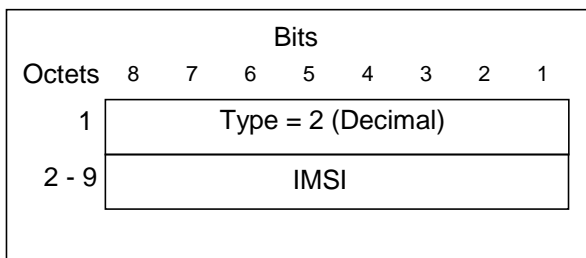 Bits
Octets 8 7 6 5 4 3 2 1
1 Type = 2 (Decimal)
2 - 9 IMSI